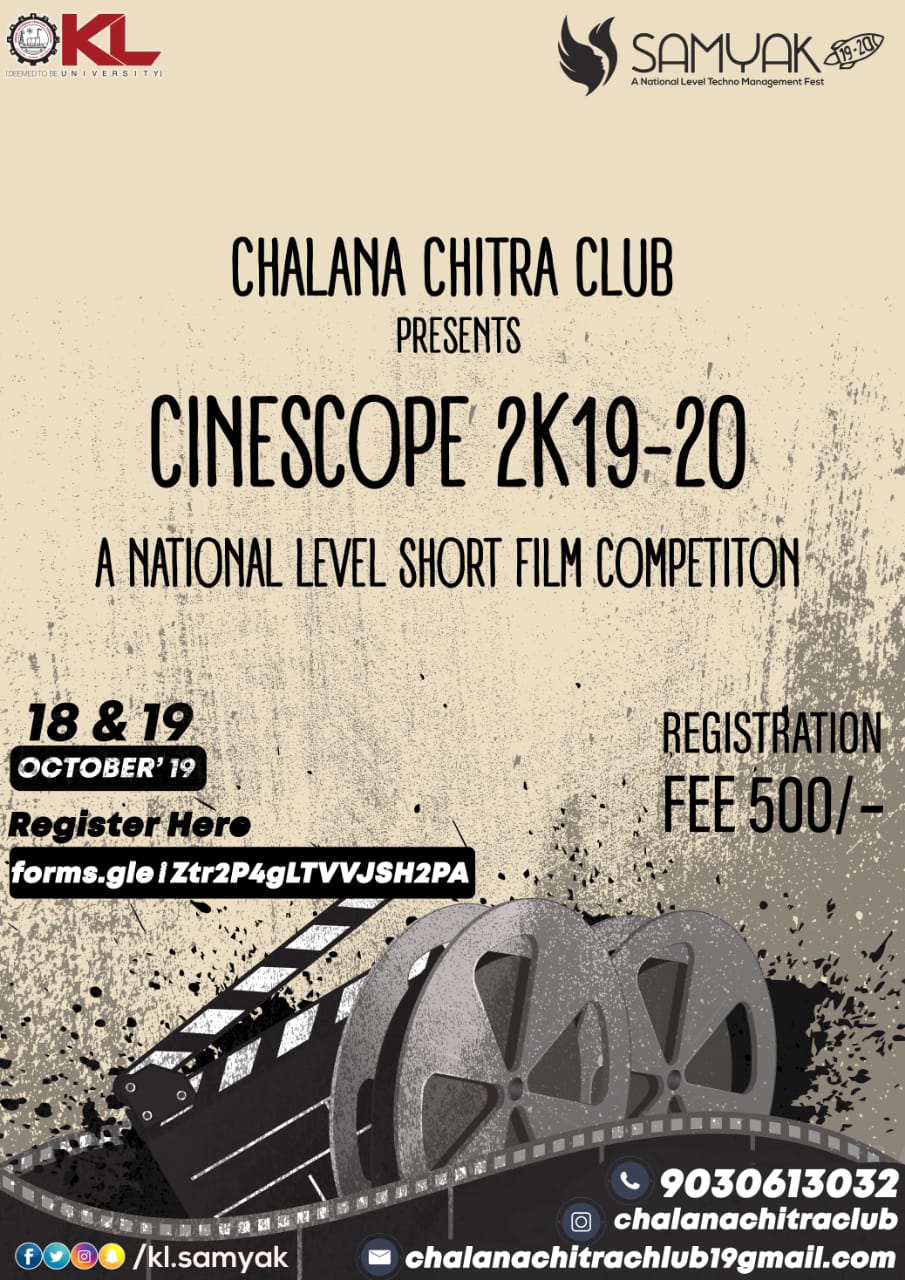 KL
(DEEMED TO BE UNIVERSITY)
SAMYAK 19-20
A National Level Techno Management Fest
CHALANA CHITRA CLUB
PRESENTS
CINESCOPE 2K19-20
A NATIONAL LEVEL SHORT FILM COMPETITON
18 & 19
OCTOBER' 19
REGISTRATION
FEE 500/-
Register Here
forms.gle/Ztr2P4gLTVVJSH2PA
9030613032
chalanachitraclub
/kl.samyak
chalanachitrachlub19gmail.com